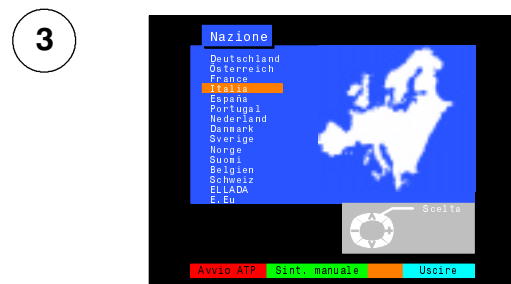 3
Nazione
Deutschland
Österreich
France
Italia
España
Portugal
Nederland
Danmark
Sverige
Norge
Suomi
Belgien
Schweiz
ELLADA
E.Eu
Scelta
Avvio ATP Sint. manuale Uscire